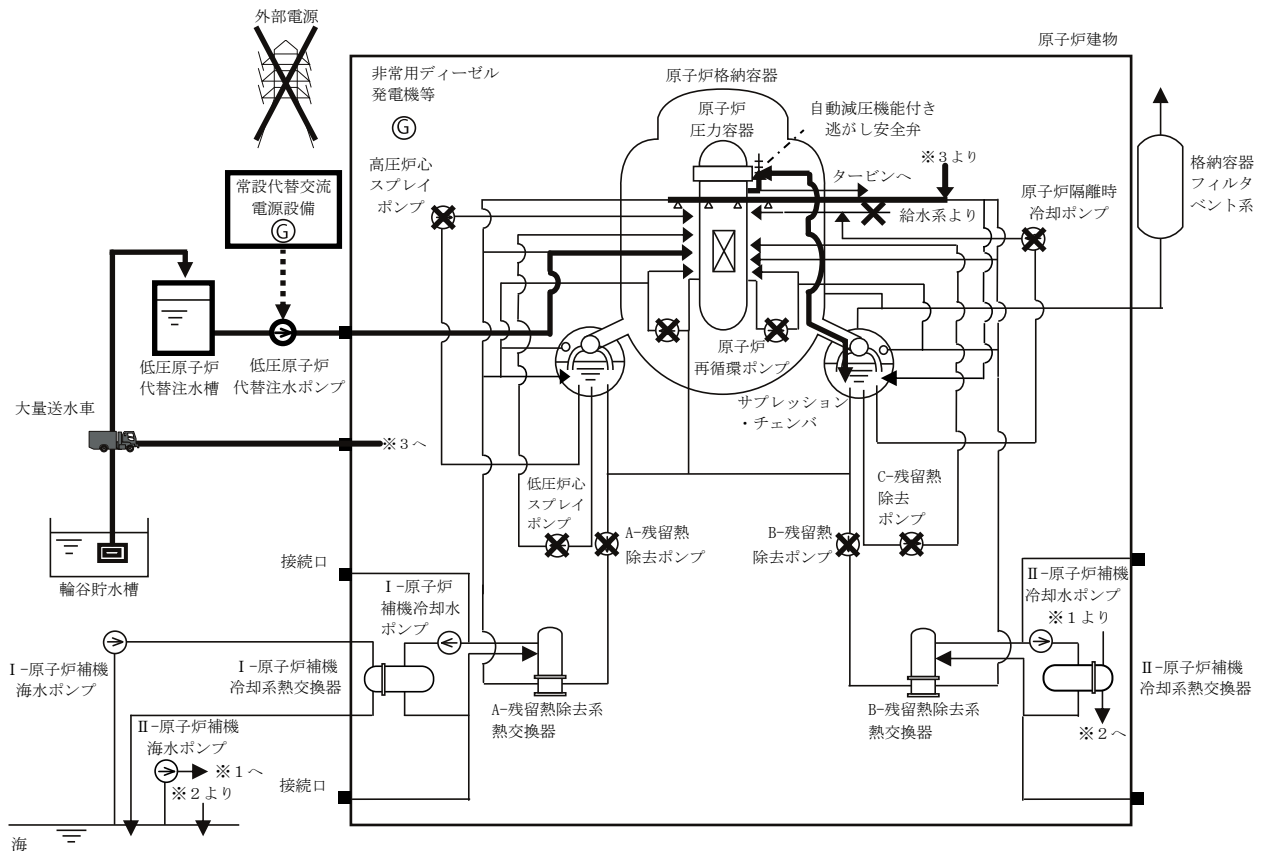 外部電源
原子炉建物
非常用ディーゼル
発電機等
G
原子炉格納容器
原子炉
圧力容器
自動減圧機能付き
逃がし安全弁
高圧炉心
スプレイ
ポンプ
※３より
タービンへ
給水系より
原子炉隔離時
冷却ポンプ
格納容器
フィルタ
ベント系
常設代替交流
電源設備
G
低圧原子炉
代替注水槽
低圧原子炉
代替注水ポンプ
原子炉
再循環ポンプ
サプレッション
・チェンバ
大量送水車
※３へ
低圧炉心
スプレイ
ポンプ
A-残留熱
除去ポンプ
B-残留熱
除去ポンプ
C-残留熱
除去
ポンプ
輪谷貯水槽
接続口
Ⅰ-原子炉
補機冷却水
ポンプ
Ⅱ-原子炉補機
冷却水ポンプ
※１より
Ⅰ-原子炉補機
海水ポンプ
Ⅰ-原子炉補機
冷却系熱交換器
A-残留熱除去系
熱交換器
B-残留熱除去系
熱交換器
Ⅱ-原子炉補機
冷却系熱交換器
※２へ
Ⅱ-原子炉補機
海水ポンプ
※１へ
※２より
接続口
海